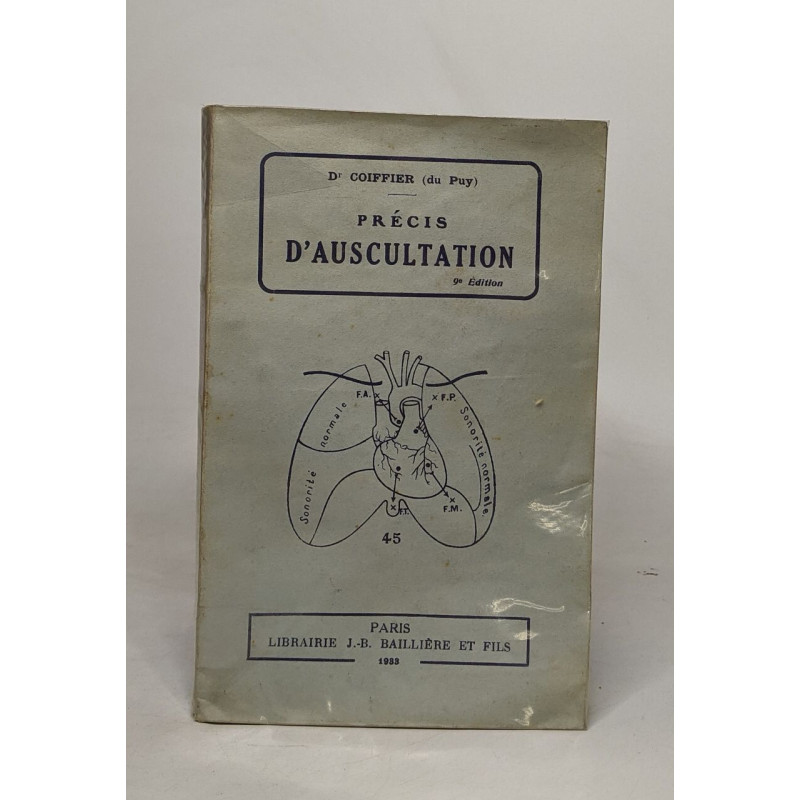 Dr COIFFIER (du Puy)
PRÉCIS
D'AUSCULTATION
9e Édition
F.A.
F.P.
Sonorité normale
Sonorité normale.
F.T.
F.M.
45
PARIS
LIBRAIRIE J.-B. BAILLIÈRE ET FILS
1933